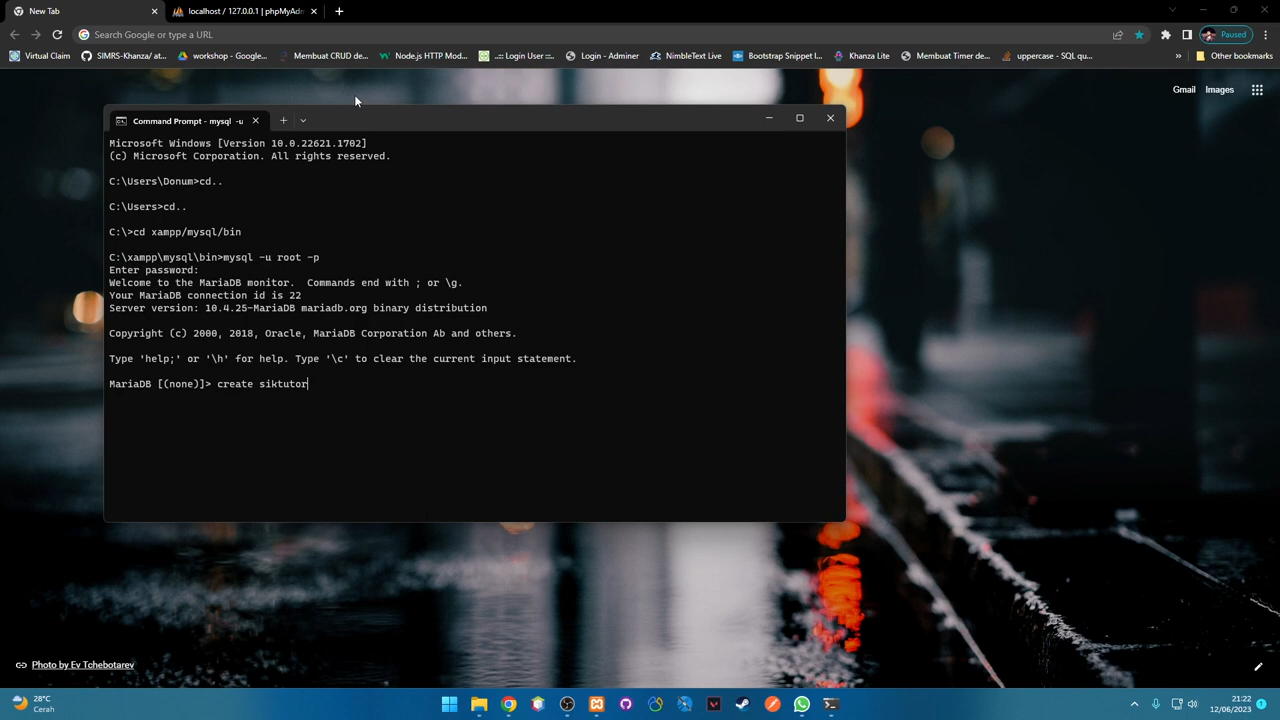 New Tab
localhost / 127.0.0.1 | phpMyAdm
Search Google or type a URL
Paused
Virtual Claim
SIMRS-Khanza/ at...
workshop - Google...
Membuat CRUD de...
Node.js HTTP Mod...
..:: Login User ::..
Login - Adminer
NimbleText Live
Bootstrap Snippet l...
Khanza Lite
Membuat Timer de...
uppercase - SQL qu...
»
Other bookmarks
Gmail
Images
Command Prompt - mysql -u
Microsoft Windows [Version 10.0.22621.1702]
(c) Microsoft Corporation. All rights reserved.
C:\Users\Donum>cd..
C:\Users>cd..
C:\>cd xampp/mysql/bin
C:\xampp\mysql\bin>mysql -u root -p
Enter password:
Welcome to the MariaDB monitor.  Commands end with ; or \g.
Your MariaDB connection id is 22
Server version: 10.4.25-MariaDB mariadb.org binary distribution
Copyright (c) 2000, 2018, Oracle, MariaDB Corporation Ab and others.
Type 'help;' or '\h' for help. Type '\c' to clear the current input statement.
MariaDB [(none)]> create siktutor
Photo by Ev Tchebotarev
28°C
Cerah
21:22
12/06/2023
1